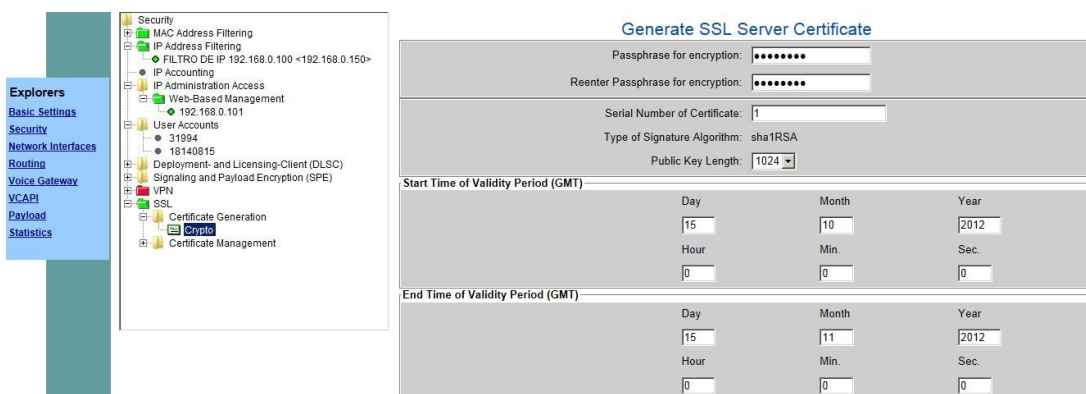 Explorers
Basic Settings
Security
Network Interfaces
Routing
Voice Gateway
VCAPI
Payload
Statistics
Security
MAC Address Filtering
IP Address Filtering
FILTRO DE IP 192.168.0.100 <192.168.0.150>
IP Accounting
IP Administration Access
Web-Based Management
192.168.0.101
User Accounts
31994
18140815
Deployment- and Licensing-Client (DLSC)
Signaling and Payload Encryption (SPE)
VPN
SSL
Certificate Generation
Crypto
Certificate Management
Generate SSL Server Certificate
Passphrase for encryption: ●●●●●●●●
Reenter Passphrase for encryption: ●●●●●●●●
Serial Number of Certificate: 1
Type of Signature Algorithm: sha1RSA
Public Key Length: 1024
Start Time of Validity Period (GMT)
Day Month Year
15 10 2012
Hour Min. Sec.
0 0 0
End Time of Validity Period (GMT)
Day Month Year
15 11 2012
Hour Min. Sec.
0 0 0